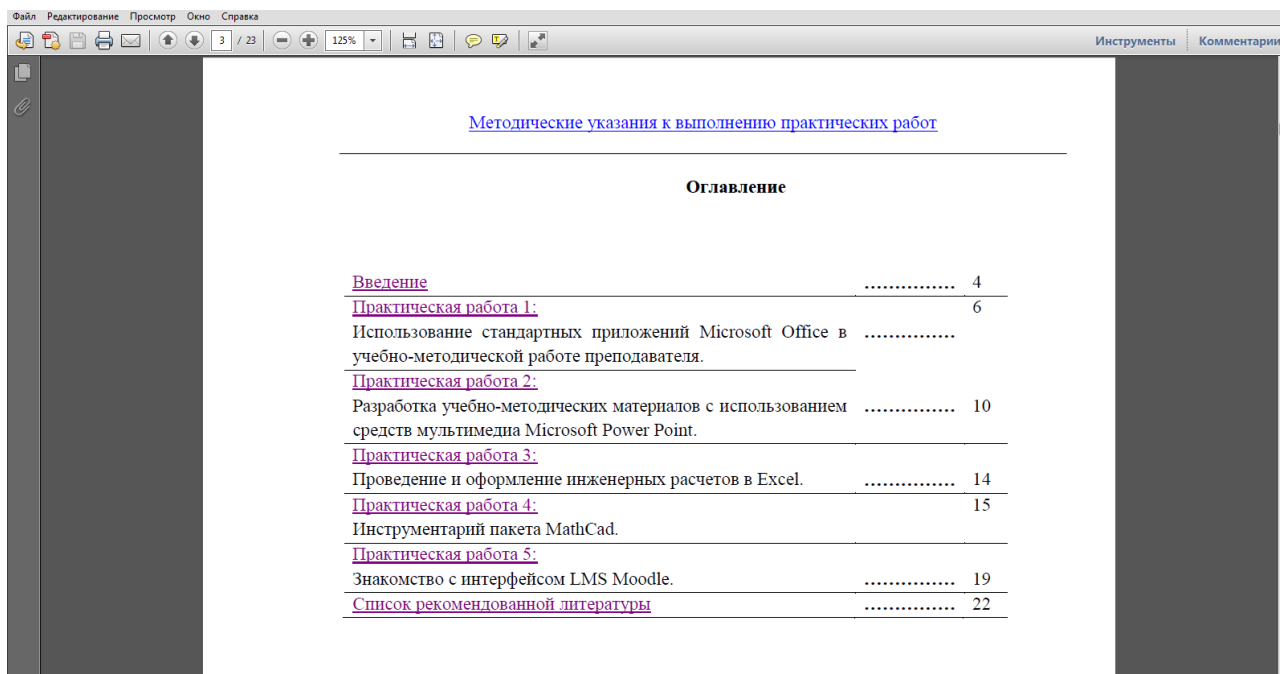 Файл Редактирование Просмотр Окно Справка
3 / 23 125% Инструменты Комментарии
Методические указания к выполнению практических работ
Оглавление
Введение ............... 4
Практическая работа 1: 6
Использование стандартных приложений Microsoft Office в ...............
учебно-методической работе преподавателя.
Практическая работа 2:
Разработка учебно-методических материалов с использованием ............... 10
средств мультимедиа Microsoft Power Point.
Практическая работа 3:
Проведение и оформление инженерных расчетов в Excel. ............... 14
Практическая работа 4: 15
Инструментарий пакета MathCad.
Практическая работа 5:
Знакомство с интерфейсом LMS Moodle. ............... 19
Список рекомендованной литературы ............... 22